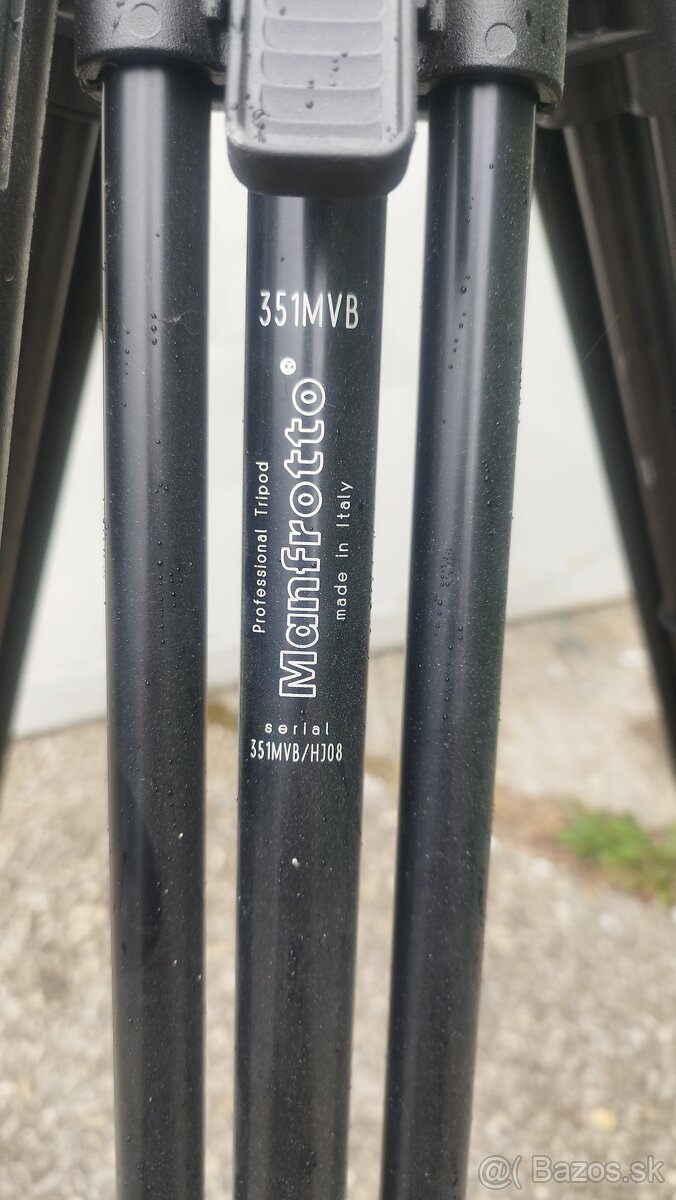 351MVB
Professional Tripod
Manfrotto®
made in Italy
serial
351MVB/HJ08
@( Bazos.sk